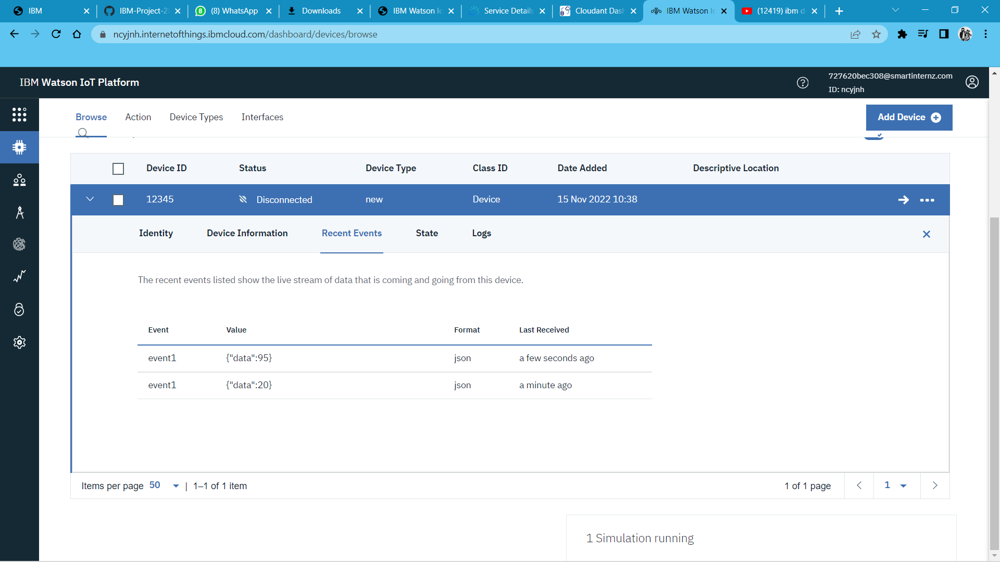 IBM
IBM-Project-2
(8) WhatsApp
Downloads
IBM Watson Io
Service Details
Cloudant Dash
IBM Watson Io
(12419) ibm d
ncyjnh.internetofthings.ibmcloud.com/dashboard/devices/browse
IBM Watson IoT Platform
727620bec308@smartinternz.com
ID: ncyjnh
Browse
Action
Device Types
Interfaces
Add Device
Device ID
Status
Device Type
Class ID
Date Added
Descriptive Location
12345
Disconnected
new
Device
15 Nov 2022 10:38
Identity
Device Information
Recent Events
State
Logs
The recent events listed show the live stream of data that is coming and going from this device.
Event
Value
Format
Last Received
event1
{"data":95}
json
a few seconds ago
event1
{"data":20}
json
a minute ago
Items per page 50 | 1–1 of 1 item
1 of 1 page
1
1 Simulation running